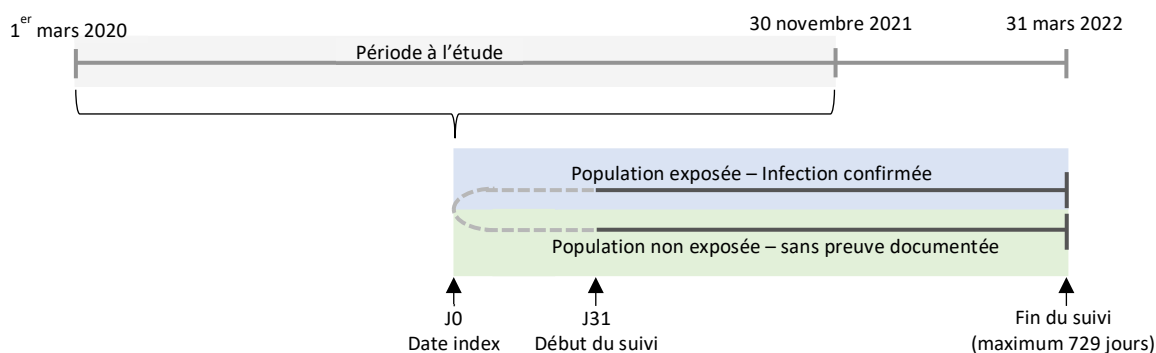 1er mars 2020
30 novembre 2021
31 mars 2022
Période à l’étude
Population exposée – Infection confirmée
Population non exposée – sans preuve documentée
J0
Date index
J31
Début du suivi
Fin du suivi
(maximum 729 jours)